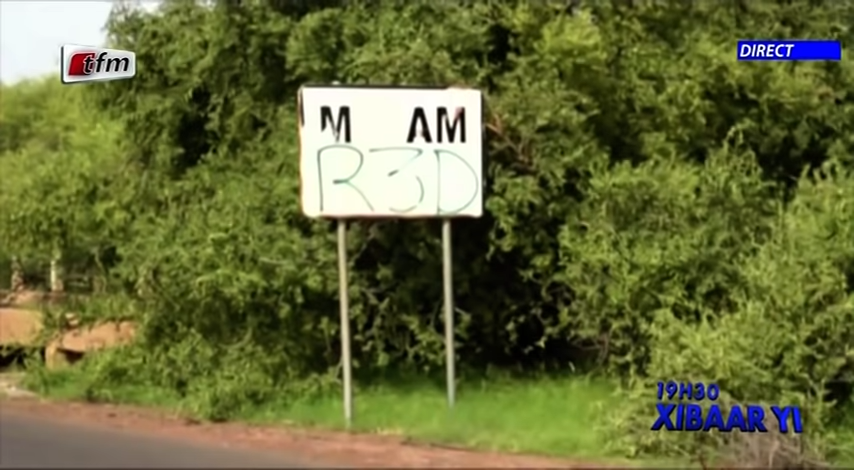 tfm
DIRECT
M AM
R3D
19H30
XIBAAR YI